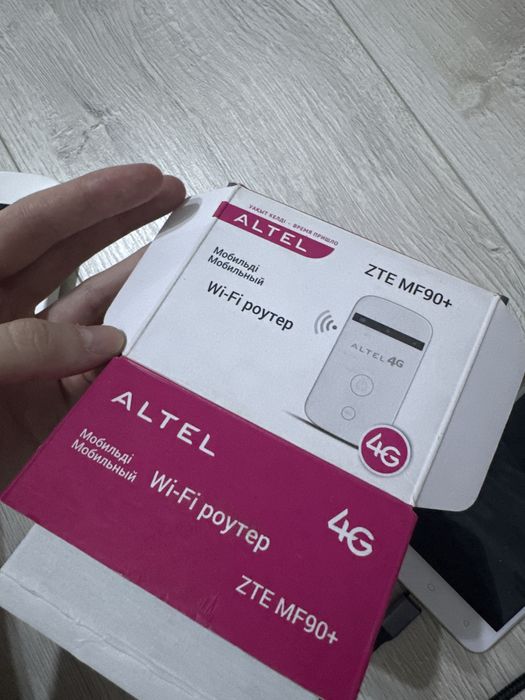 УАҚЫТ КЕЛДІ – ВРЕМЯ ПРИШЛО
ALTEL
Мобильді
Мобильный
Wi-Fi роутер
ZTE MF90+
ALTEL 4G
4G
ALTEL
Мобильді
Мобильный
Wi-Fi роутер
4G
ZTE MF90+